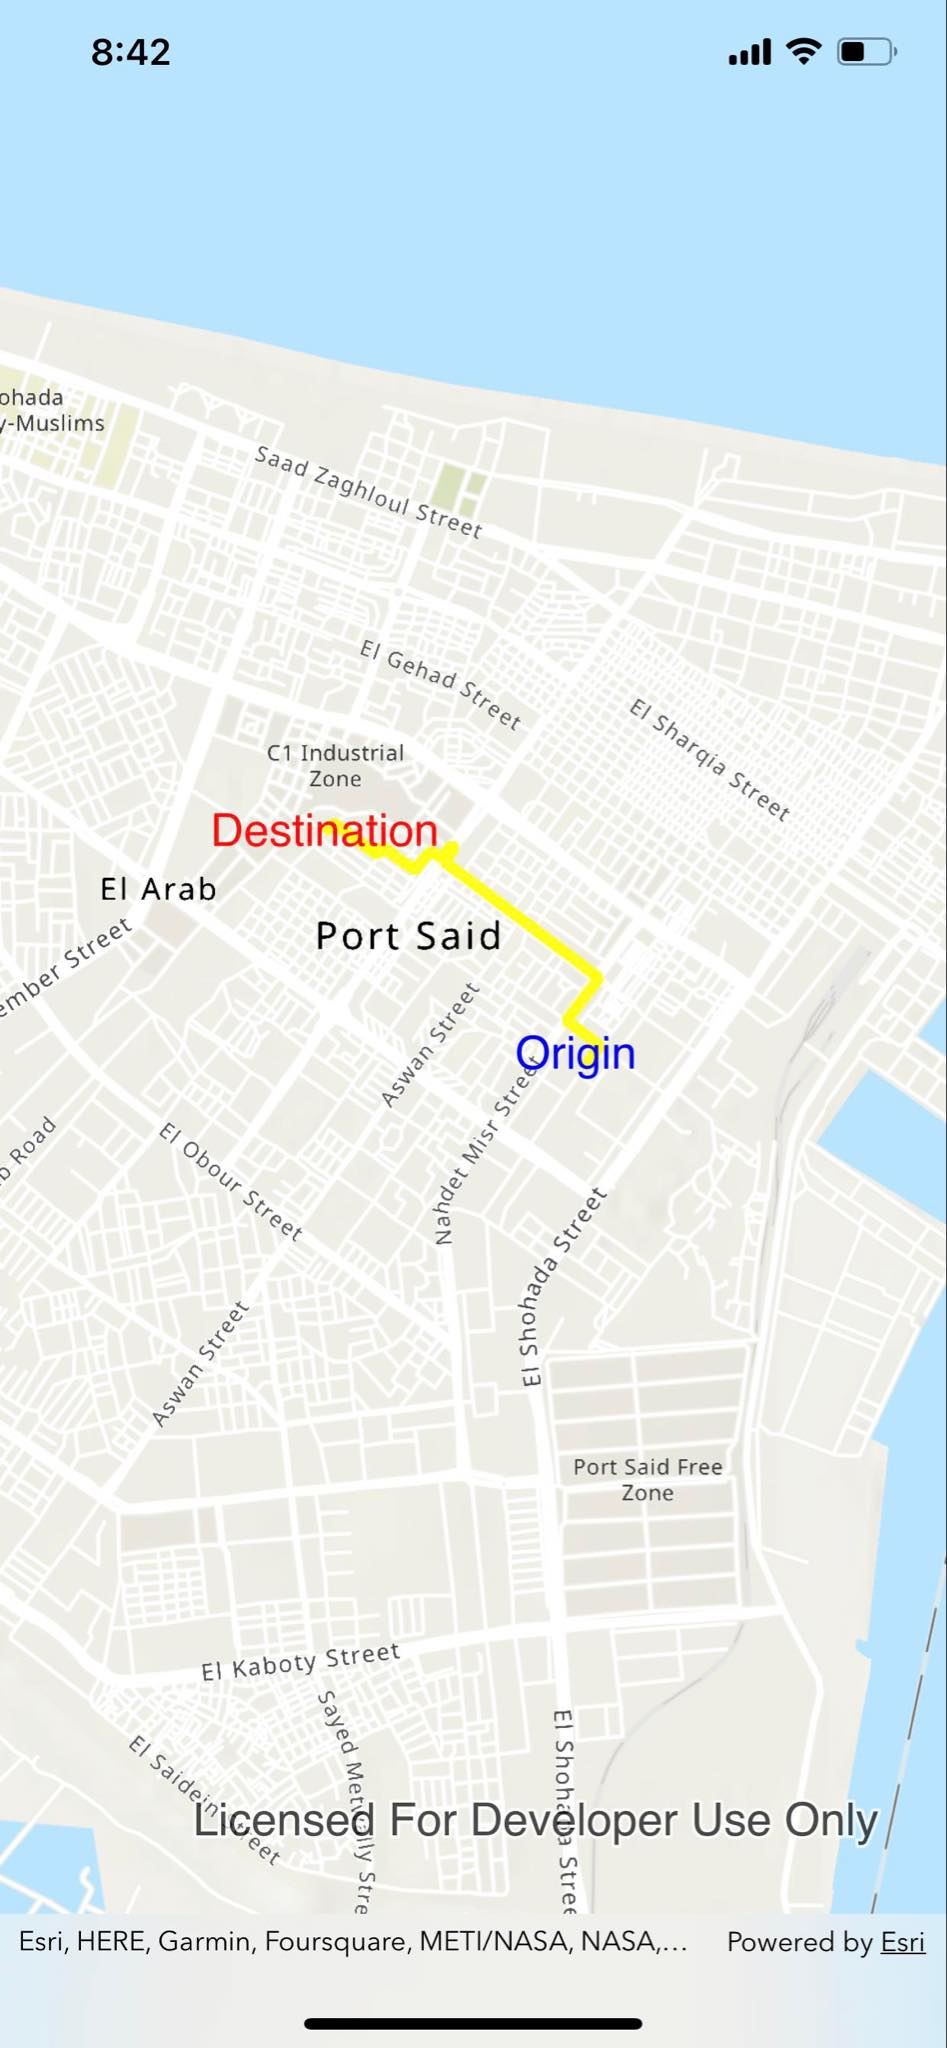 8:42
ohada
y-Muslims
Saad Zaghloul Street
El Gehad Street
El Sharqia Street
C1 Industrial
Zone
Destination
El Arab
Port Said
ember Street
Aswan Street
Origin
Nahdet Misr Street
b Road
El Obour Street
El Shohada Street
Aswan Street
Port Said Free
Zone
El Kaboty Street
Sayed Metwally Stre
El Saidein Street
El Shohada Stree
Licensed For Developer Use Only
Esri, HERE, Garmin, Foursquare, METI/NASA, NASA,...
Powered by Esri